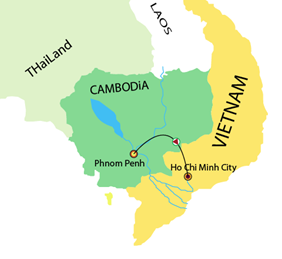 LAOS
THaiLand
CAMBODiA
VIETNAM
Phnom Penh
Ho Chi Minh City